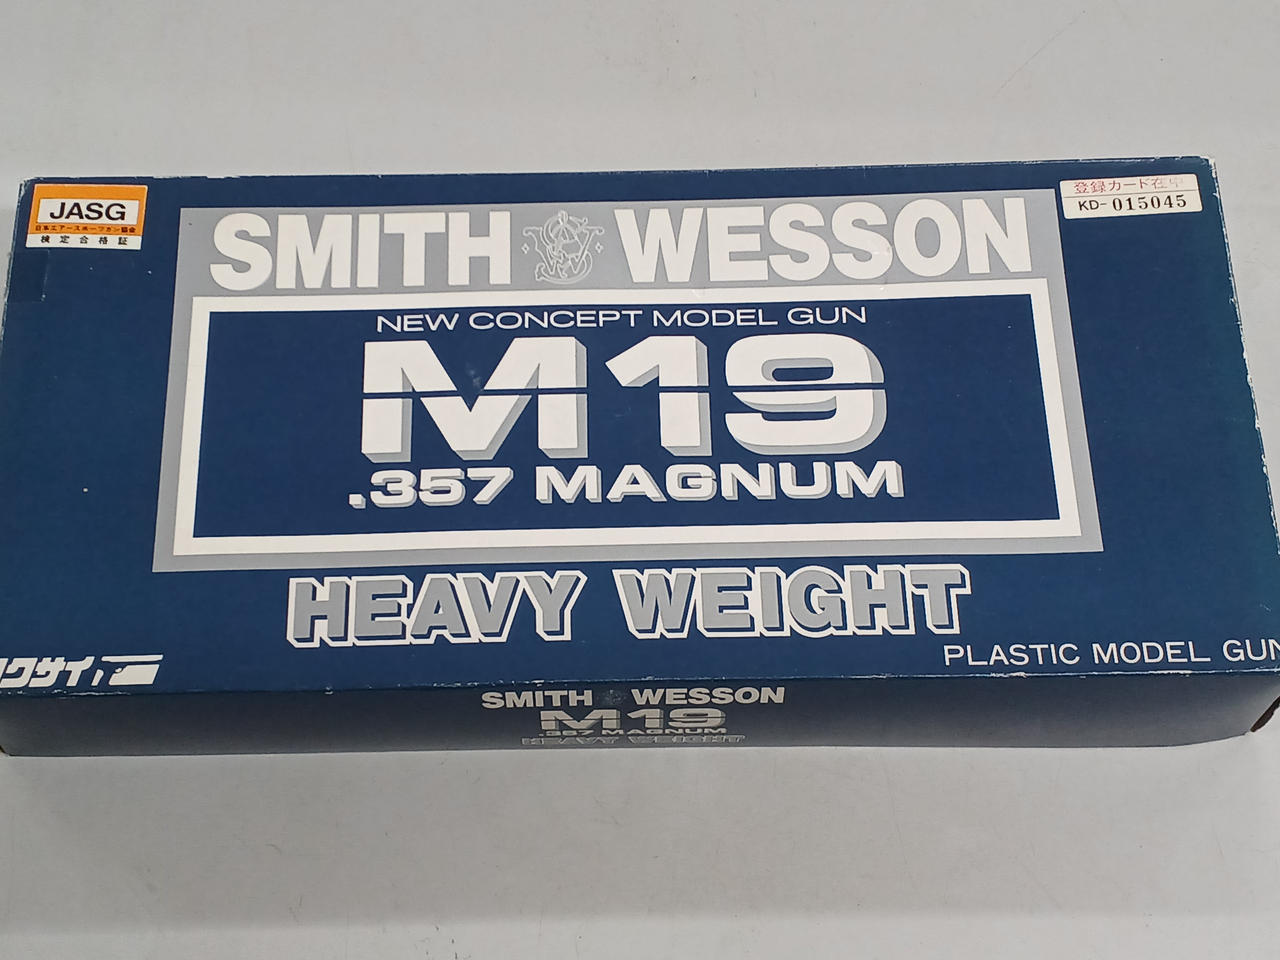 JASG
日本エアースポーツガン協会
検定合格証
登録カード在中
KD-015045
SMITH WESSON
NEW CONCEPT MODEL GUN
M19
.357 MAGNUM
HEAVY WEIGHT
PLASTIC MODEL GUN
コクサイ
SMITH WESSON
M19
.357 MAGNUM
HEAVY WEIGHT